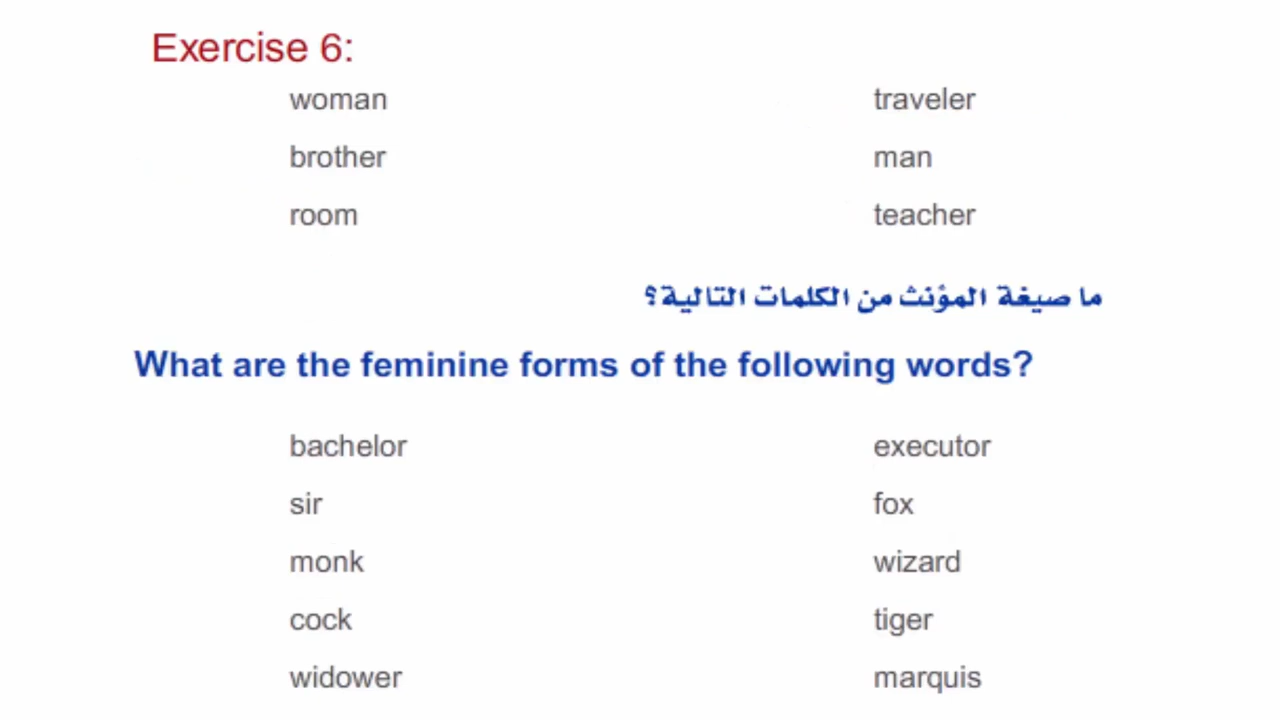 Exercise 6:
woman traveler
brother man
room teacher
ما صيغة المؤنث من الكلمات التالية؟
What are the feminine forms of the following words?
bachelor executor
sir fox
monk wizard
cock tiger
widower marquis